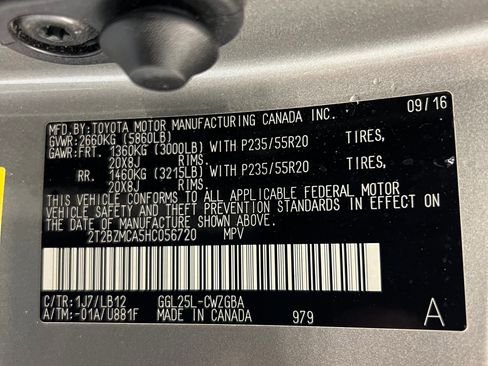 MFD.BY:TOYOTA MOTOR MANUFACTURING CANADA INC. 09/16
GVWR:2660KG (5860LB)
GAWR:FRT. 1360KG (3000LB) WITH P235/55R20 TIRES,
20X8J RIMS.
RR. 1460KG (3215LB) WITH P235/55R20 TIRES,
20X8J RIMS.
THIS VEHICLE CONFORMS TO ALL APPLICABLE FEDERAL MOTOR
VEHICLE SAFETY AND THEFT PREVENTION STANDARDS IN EFFECT ON
THE DATE OF MANUFACTURE SHOWN ABOVE.
2T2BZMCA5HC056720 MPV
C/TR:1J7/LB12 GGL25L-CWZGBA
A/TM:-01A/U881F MADE IN CANADA 979 A